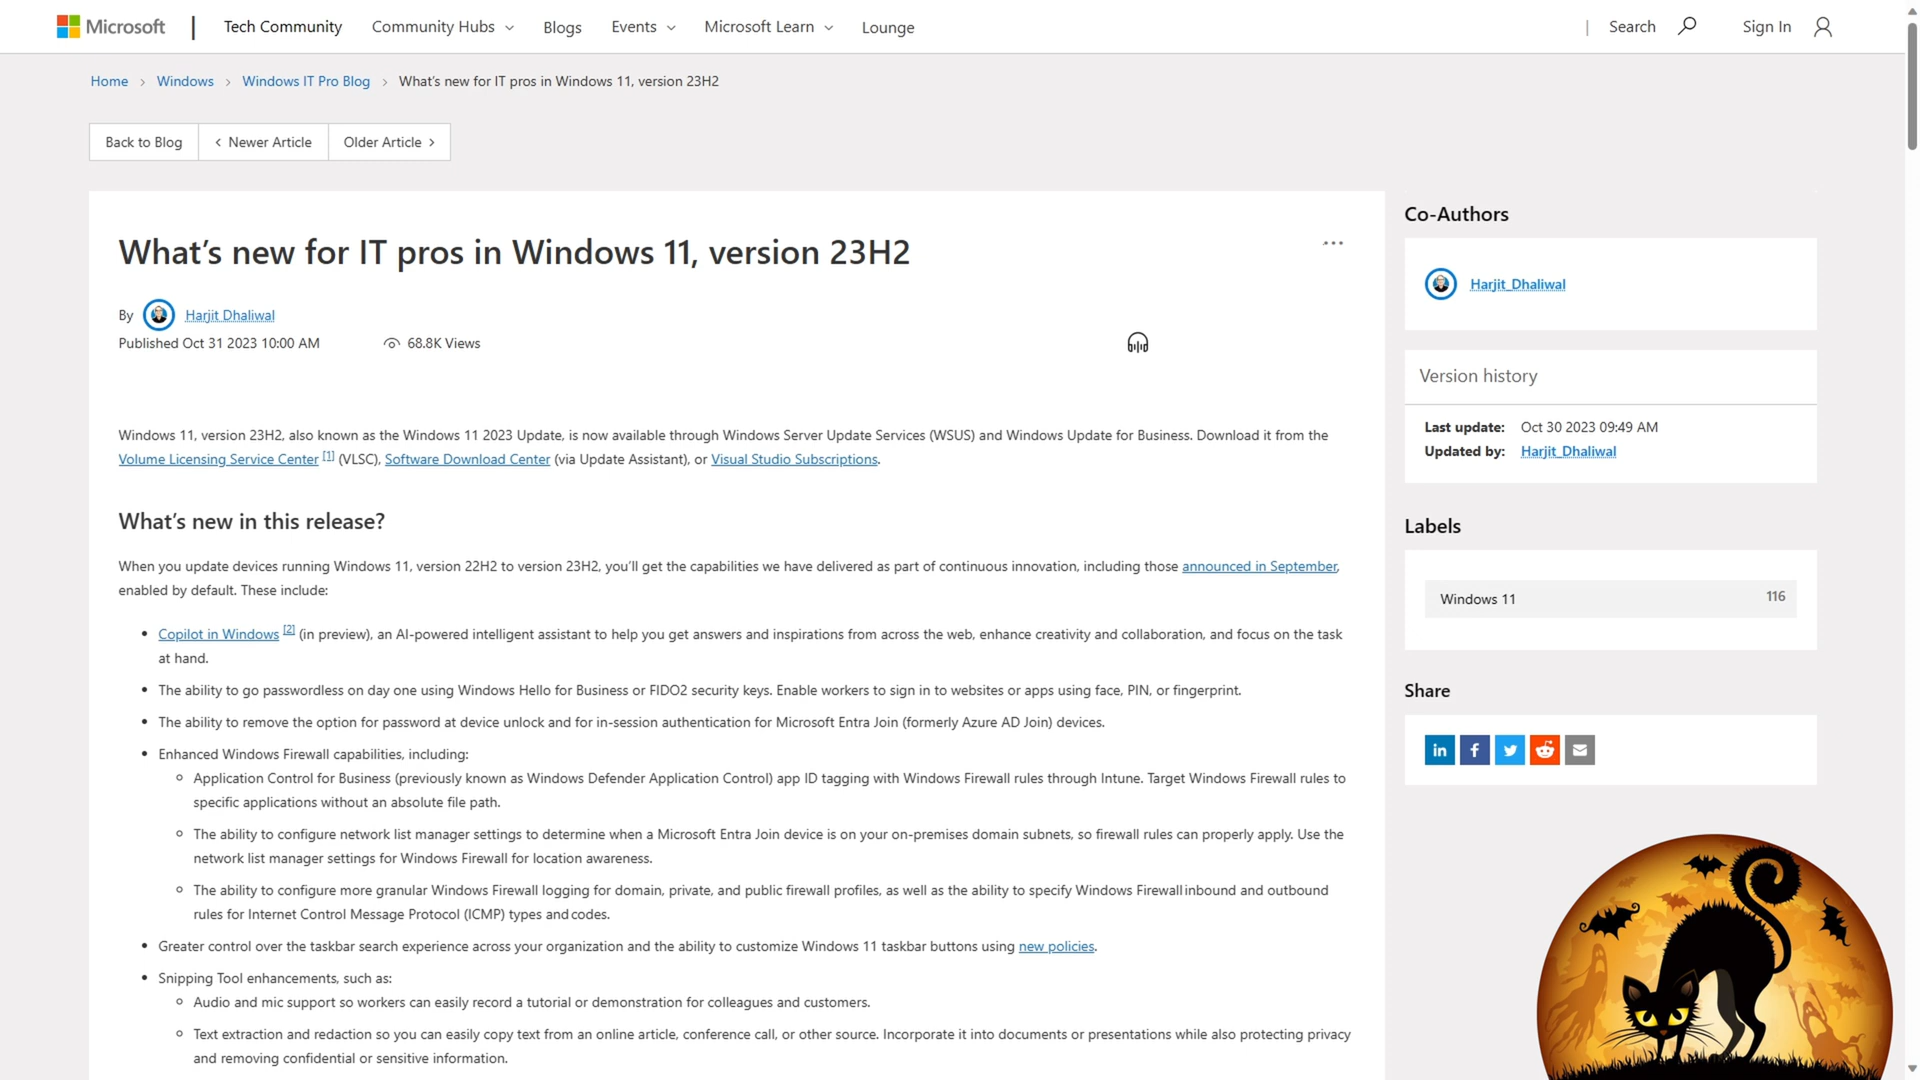 Microsoft | Tech Community Community Hubs Blogs Events Microsoft Learn Lounge | Search Sign In
Home > Windows > Windows IT Pro Blog > What's new for IT pros in Windows 11, version 23H2
Back to Blog < Newer Article Older Article >
What's new for IT pros in Windows 11, version 23H2
By Harjit Dhaliwal
Published Oct 31 2023 10:00 AM 68.8K Views
Windows 11, version 23H2, also known as the Windows 11 2023 Update, is now available through Windows Server Update Services (WSUS) and Windows Update for Business. Download it from the
Volume Licensing Service Center [1] (VLSC), Software Download Center (via Update Assistant), or Visual Studio Subscriptions.
What's new in this release?
When you update devices running Windows 11, version 22H2 to version 23H2, you'll get the capabilities we have delivered as part of continuous innovation, including those announced in September,
enabled by default. These include:
• Copilot in Windows [2] (in preview), an AI-powered intelligent assistant to help you get answers and inspirations from across the web, enhance creativity and collaboration, and focus on the task
at hand.
• The ability to go passwordless on day one using Windows Hello for Business or FIDO2 security keys. Enable workers to sign in to websites or apps using face, PIN, or fingerprint.
• The ability to remove the option for password at device unlock and for in-session authentication for Microsoft Entra Join (formerly Azure AD Join) devices.
• Enhanced Windows Firewall capabilities, including:
○ Application Control for Business (previously known as Windows Defender Application Control) app ID tagging with Windows Firewall rules through Intune. Target Windows Firewall rules to
specific applications without an absolute file path.
○ The ability to configure network list manager settings to determine when a Microsoft Entra Join device is on your on-premises domain subnets, so firewall rules can properly apply. Use the
network list manager settings for Windows Firewall for location awareness.
○ The ability to configure more granular Windows Firewall logging for domain, private, and public firewall profiles, as well as the ability to specify Windows Firewall inbound and outbound
rules for Internet Control Message Protocol (ICMP) types and codes.
• Greater control over the taskbar search experience across your organization and the ability to customize Windows 11 taskbar buttons using new policies.
• Snipping Tool enhancements, such as:
○ Audio and mic support so workers can easily record a tutorial or demonstration for colleagues and customers.
○ Text extraction and redaction so you can easily copy text from an online article, conference call, or other source. Incorporate it into documents or presentations while also protecting privacy
and removing confidential or sensitive information.
Co-Authors
Harjit_Dhaliwal
Version history
Last update: Oct 30 2023 09:49 AM
Updated by: Harjit_Dhaliwal
Labels
Windows 11 116
Share